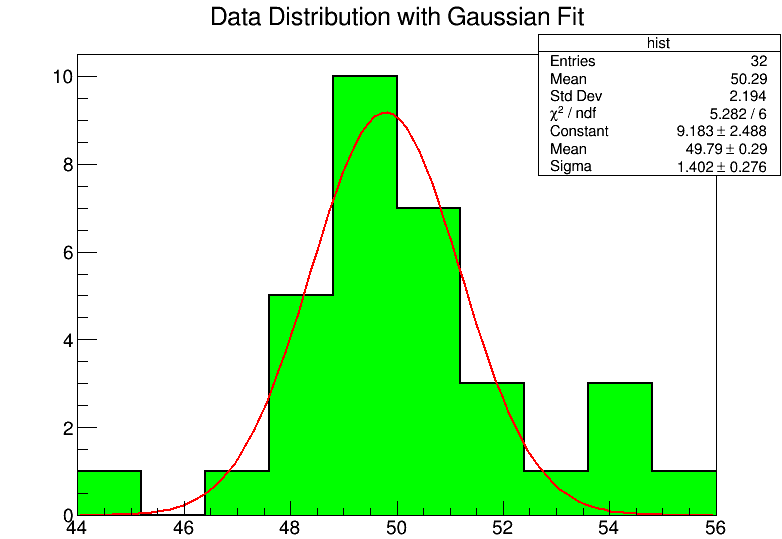 Data Distribution with Gaussian Fit
hist
Entries 32
Mean 50.29
Std Dev 2.194
χ² / ndf 5.282 / 6
Constant 9.183 ± 2.488
Mean 49.79 ± 0.29
Sigma 1.402 ± 0.276
10
8
6
4
2
0
44 46 48 50 52 54 56